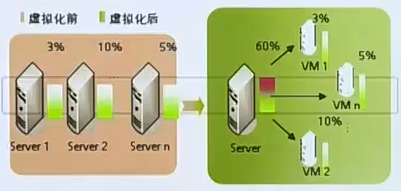 虚拟化前 虚拟化后
3% 10% 5%
Server 1 Server 2 Server n
60%
Server
3%
VM 1
5%
VM n
10%
VM 2